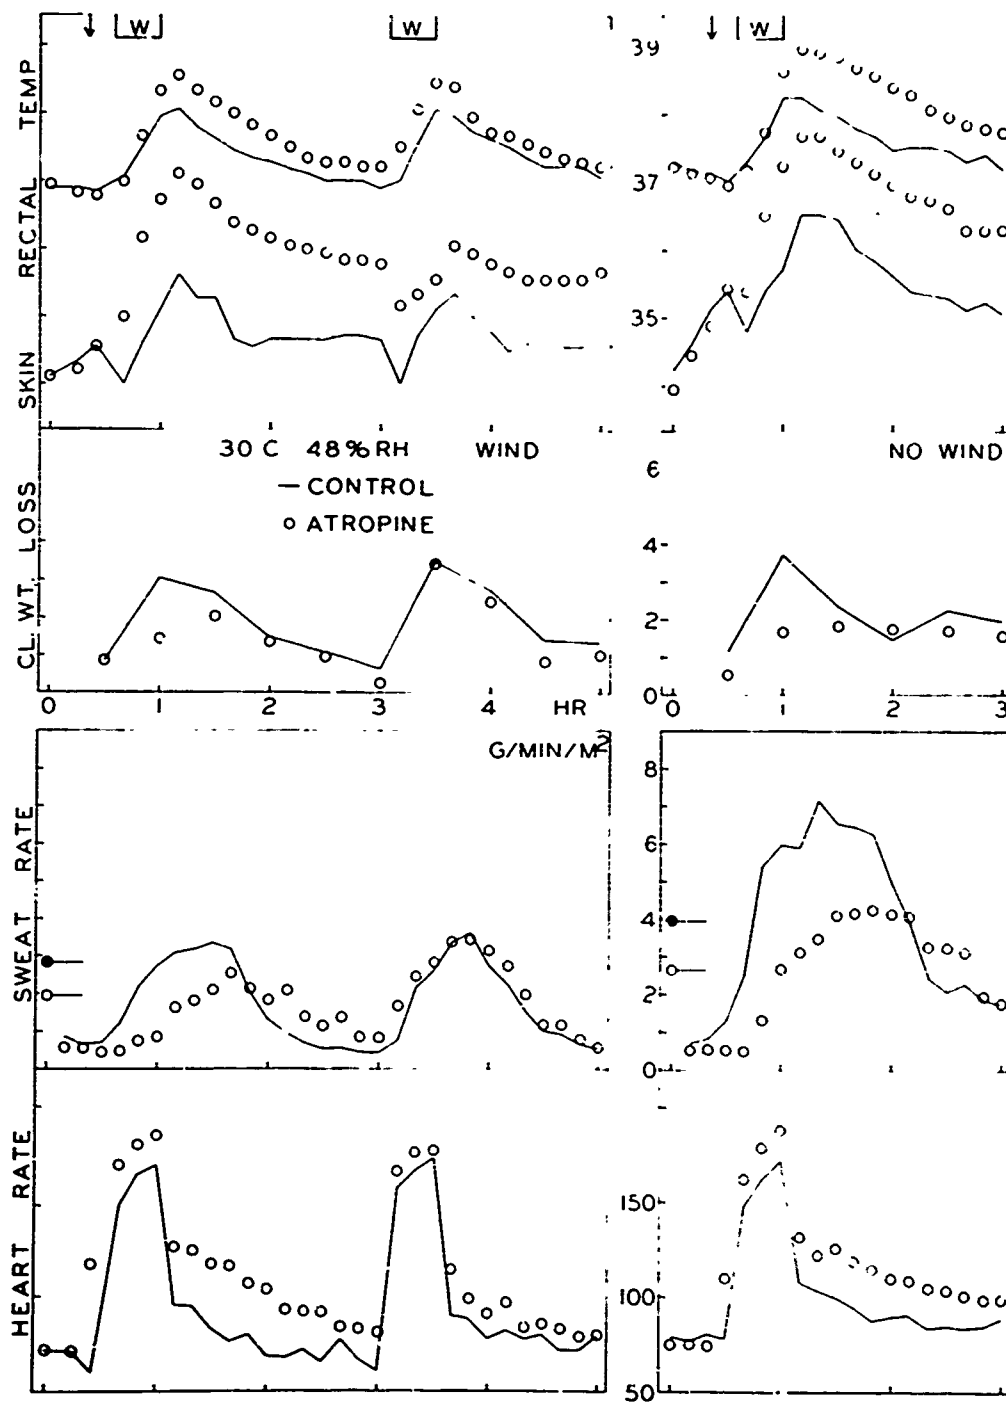 W
W
W
RECTAL TEMP
SKIN
39
37
35
30 C 48% RH WIND
— CONTROL
o ATROPINE
NO WIND
CL. WT. LOSS
6
4
2
0
0 1 2 3 4 HR
0 1 2 3
G/MIN/M2
SWEAT RATE
8
6
4
2
0
HEART RATE
150
100
50